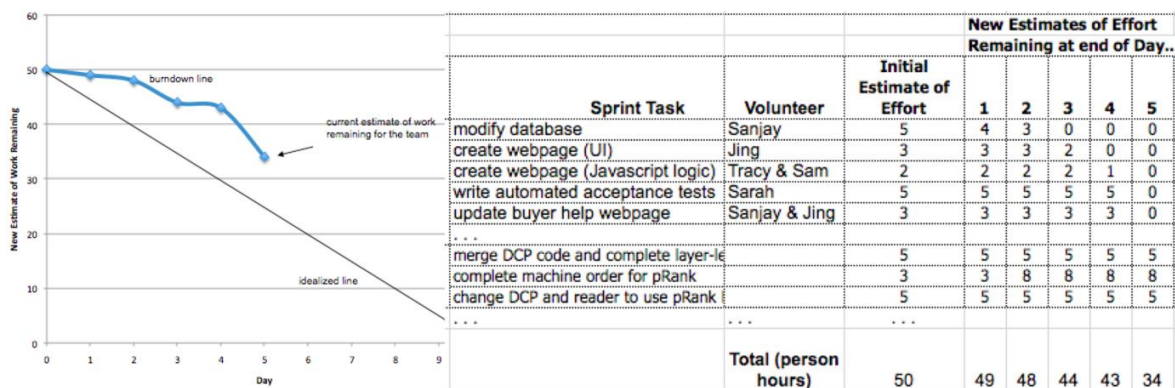 60
50
40
30
20
10
0
New Estimate of Work Remaining
burndown line
current estimate of work
remaining for the team
idealized line
0 1 2 3 4 5 6 7 8 9
Day
New Estimates of Effort
Remaining at end of Day..
Initial
Estimate of
Sprint Task Volunteer Effort 1 2 3 4 5
modify database Sanjay 5 4 3 0 0 0
create webpage (UI) Jing 3 3 3 2 0 0
create webpage (Javascript logic) Tracy & Sam 2 2 2 2 1 0
write automated acceptance tests Sarah 5 5 5 5 5 0
update buyer help webpage Sanjay & Jing 3 3 3 3 3 0
. . .
merge DCP code and complete layer-le 5 5 5 5 5 5
complete machine order for pRank 3 3 8 8 8 8
change DCP and reader to use pRank 5 5 5 5 5 5
. . . . . . . . .
Total (person
hours) 50 49 48 44 43 34